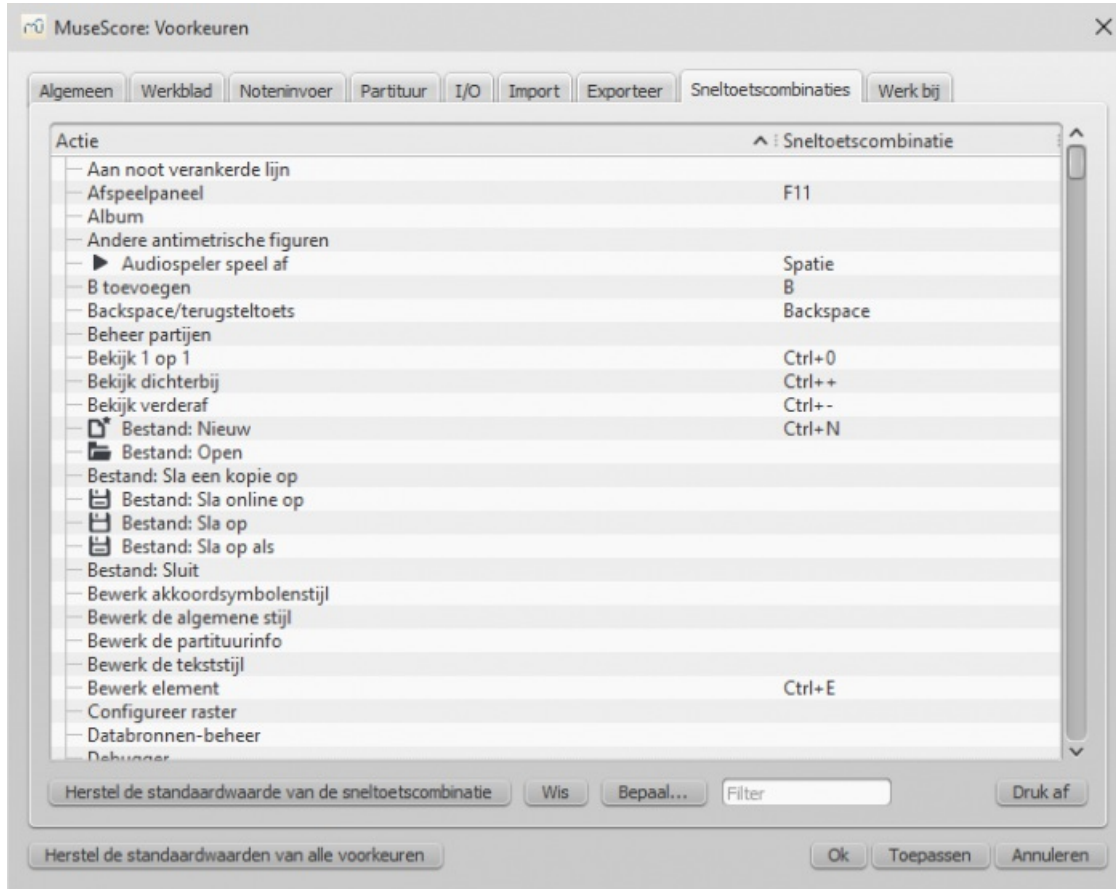 MuseScore: Voorkeuren
Algemeen Werkblad Noteninvoer Partituur I/O Import Exporteer Sneltoetscombinaties Werk bij
Actie Sneltoetscombinatie
Aan noot verankerde lijn
Afspeelpaneel F11
Album
Andere antimetrische figuren
Audiospeler speel af Spatie
B toevoegen B
Backspace/terugsteltoets Backspace
Beheer partijen
Bekijk 1 op 1 Ctrl+0
Bekijk dichterbij Ctrl++
Bekijk verderaf Ctrl+-
Bestand: Nieuw Ctrl+N
Bestand: Open
Bestand: Sla een kopie op
Bestand: Sla online op
Bestand: Sla op
Bestand: Sla op als
Bestand: Sluit
Bewerk akkoordsymbolenstijl
Bewerk de algemene stijl
Bewerk de partituurinfo
Bewerk de tekststijl
Bewerk element Ctrl+E
Configureer raster
Databronnen-beheer
Debugger
Herstel de standaardwaarde van de sneltoetscombinatie Wis Bepaal... Filter Druk af
Herstel de standaardwaarden van alle voorkeuren Ok Toepassen Annuleren